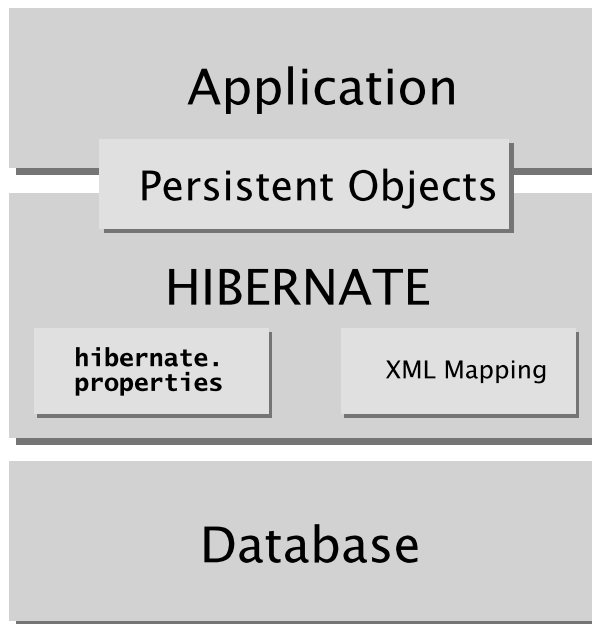 Application
Persistent Objects
HIBERNATE
hibernate.
properties
XML Mapping
Database